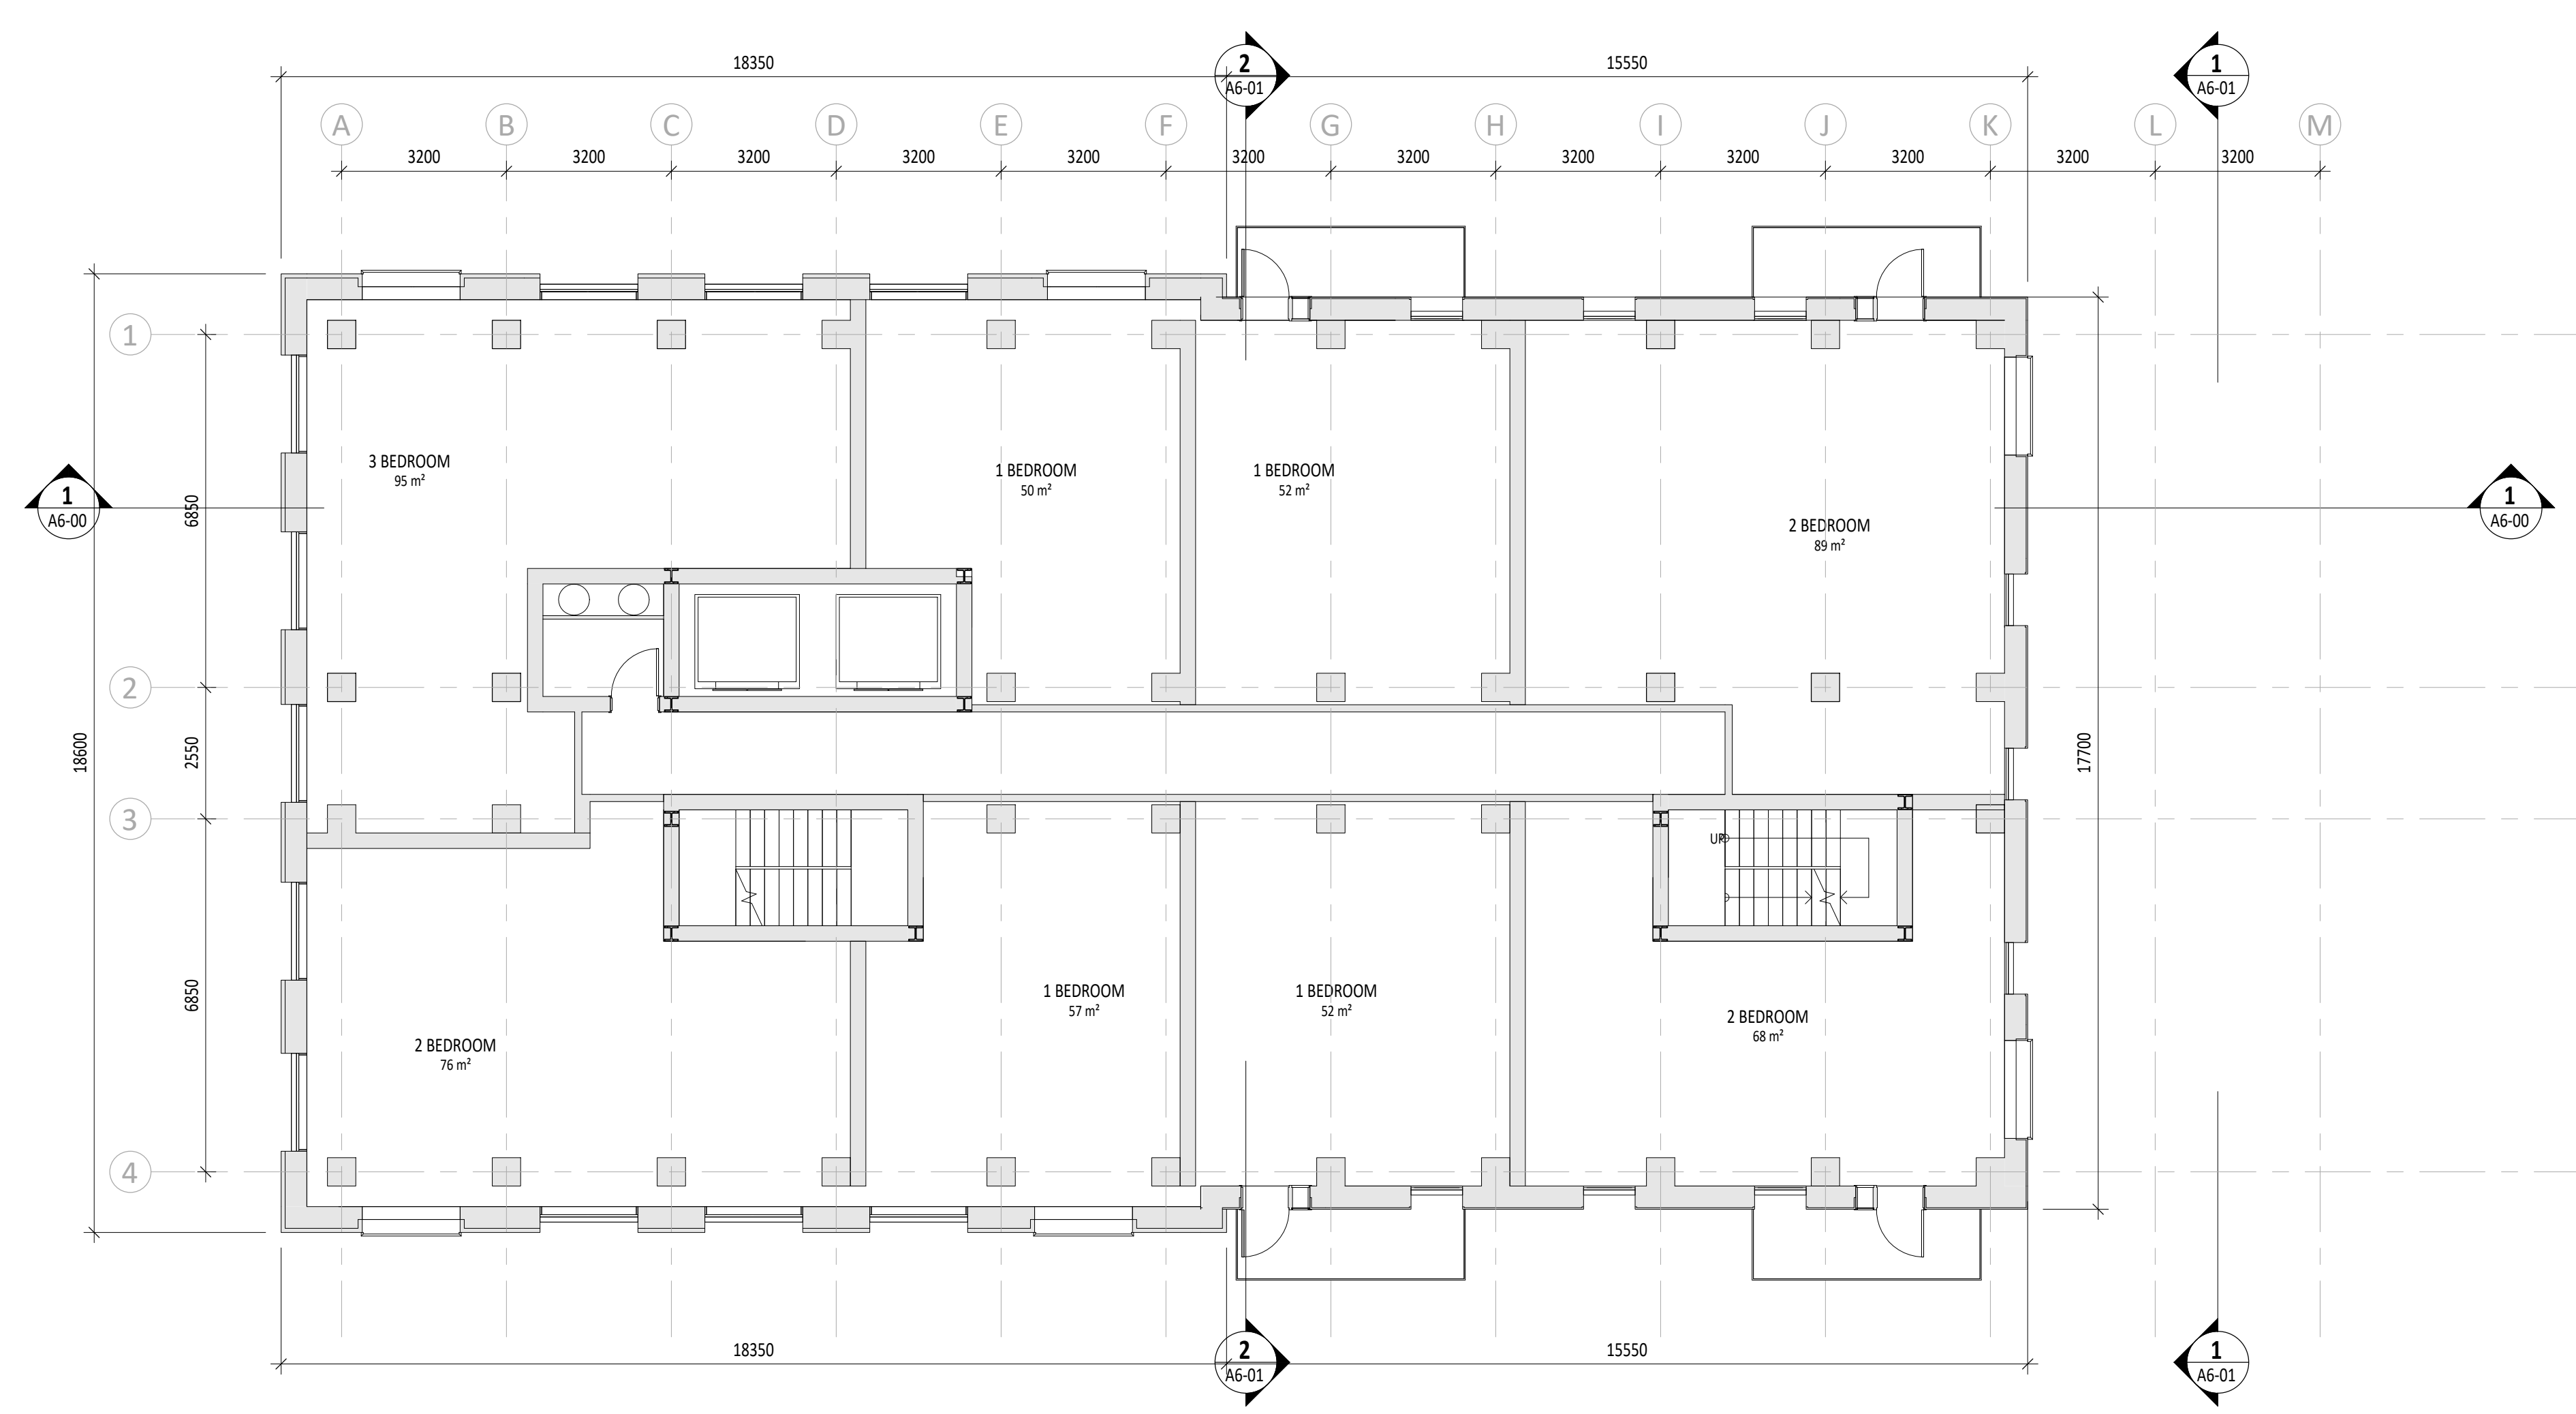 18350
15550
2
A6-01
1
A6-01
A
B
C
D
E
F
G
H
I
J
K
L
M
3200
3200
3200
3200
3200
3200
3200
3200
3200
3200
3200
3200
1
2
3
4
6850
2550
6850
18600
17700
1
A6-00
1
A6-00
3 BEDROOM
95 m²
1 BEDROOM
50 m²
1 BEDROOM
52 m²
2 BEDROOM
89 m²
UP
2 BEDROOM
76 m²
1 BEDROOM
57 m²
1 BEDROOM
52 m²
2 BEDROOM
68 m²
18350
15550
2
A6-01
1
A6-01